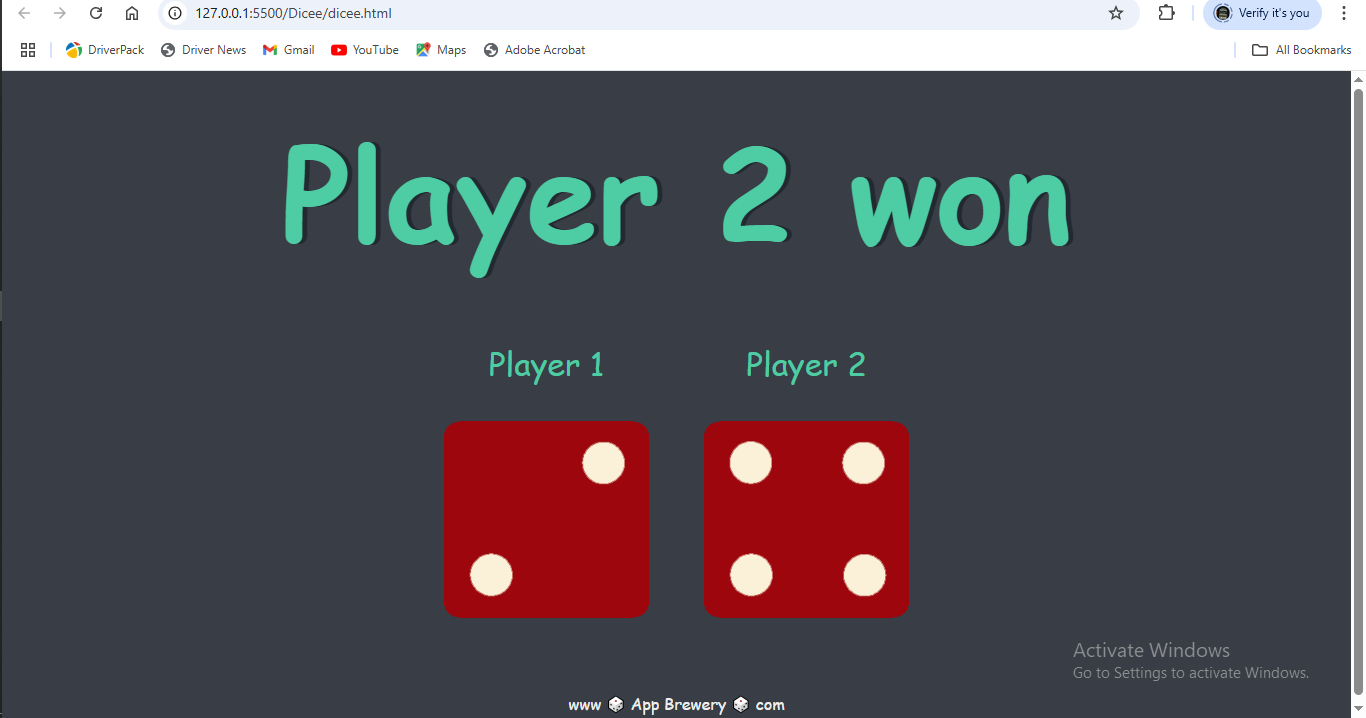 127.0.0.1:5500/Dicee/dicee.html
Verify it's you
DriverPack
Driver News
Gmail
YouTube
Maps
Adobe Acrobat
All Bookmarks
Player 2 won
Player 1
Player 2
Activate Windows
Go to Settings to activate Windows.
www 🎲 App Brewery 🎲 com